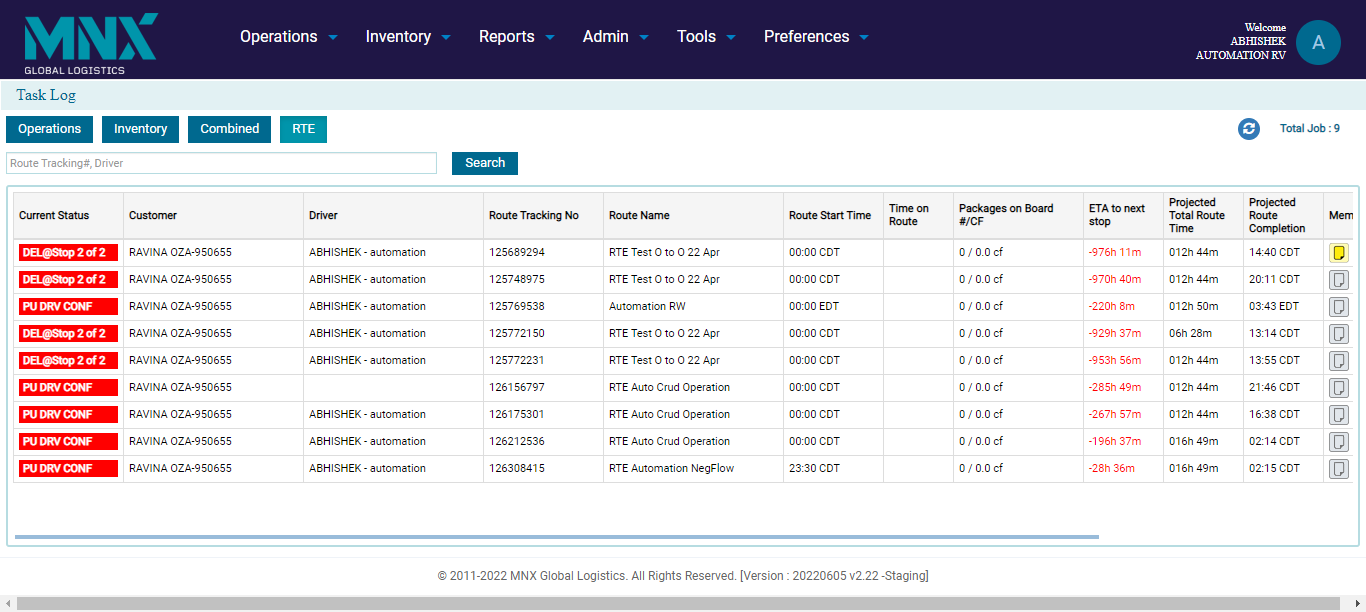 MNX
GLOBAL LOGISTICS
Operations Inventory Reports Admin Tools Preferences
Welcome
ABHISHEK
AUTOMATION RV
A
Task Log
Operations Inventory Combined RTE
Total Job : 9
Route Tracking#, Driver
Search
Current Status Customer Driver Route Tracking No Route Name Route Start Time Time on Route Packages on Board #/CF ETA to next stop Projected Total Route Time Projected Route Completion Mem
DEL@Stop 2 of 2 RAVINA OZA-950655 ABHISHEK - automation 125689294 RTE Test O to O 22 Apr 00:00 CDT 0 / 0.0 cf -976h 11m 012h 44m 14:40 CDT
DEL@Stop 2 of 2 RAVINA OZA-950655 ABHISHEK - automation 125748975 RTE Test O to O 22 Apr 00:00 CDT 0 / 0.0 cf -970h 40m 012h 44m 20:11 CDT
PU DRV CONF RAVINA OZA-950655 ABHISHEK - automation 125769538 Automation RW 00:00 EDT 0 / 0.0 cf -220h 8m 012h 50m 03:43 EDT
DEL@Stop 2 of 2 RAVINA OZA-950655 ABHISHEK - automation 125772150 RTE Test O to O 22 Apr 00:00 CDT 0 / 0.0 cf -929h 37m 06h 28m 13:14 CDT
DEL@Stop 2 of 2 RAVINA OZA-950655 ABHISHEK - automation 125772231 RTE Test O to O 22 Apr 00:00 CDT 0 / 0.0 cf -953h 56m 012h 44m 13:55 CDT
PU DRV CONF RAVINA OZA-950655 126156797 RTE Auto Crud Operation 00:00 CDT 0 / 0.0 cf -285h 49m 012h 44m 21:46 CDT
PU DRV CONF RAVINA OZA-950655 ABHISHEK - automation 126175301 RTE Auto Crud Operation 00:00 CDT 0 / 0.0 cf -267h 57m 012h 44m 16:38 CDT
PU DRV CONF RAVINA OZA-950655 ABHISHEK - automation 126212536 RTE Auto Crud Operation 00:00 CDT 0 / 0.0 cf -196h 37m 016h 49m 02:14 CDT
PU DRV CONF RAVINA OZA-950655 ABHISHEK - automation 126308415 RTE Automation NegFlow 23:30 CDT 0 / 0.0 cf -28h 36m 016h 49m 02:15 CDT
© 2011-2022 MNX Global Logistics. All Rights Reserved. [Version : 20220605 v2.22 -Staging]